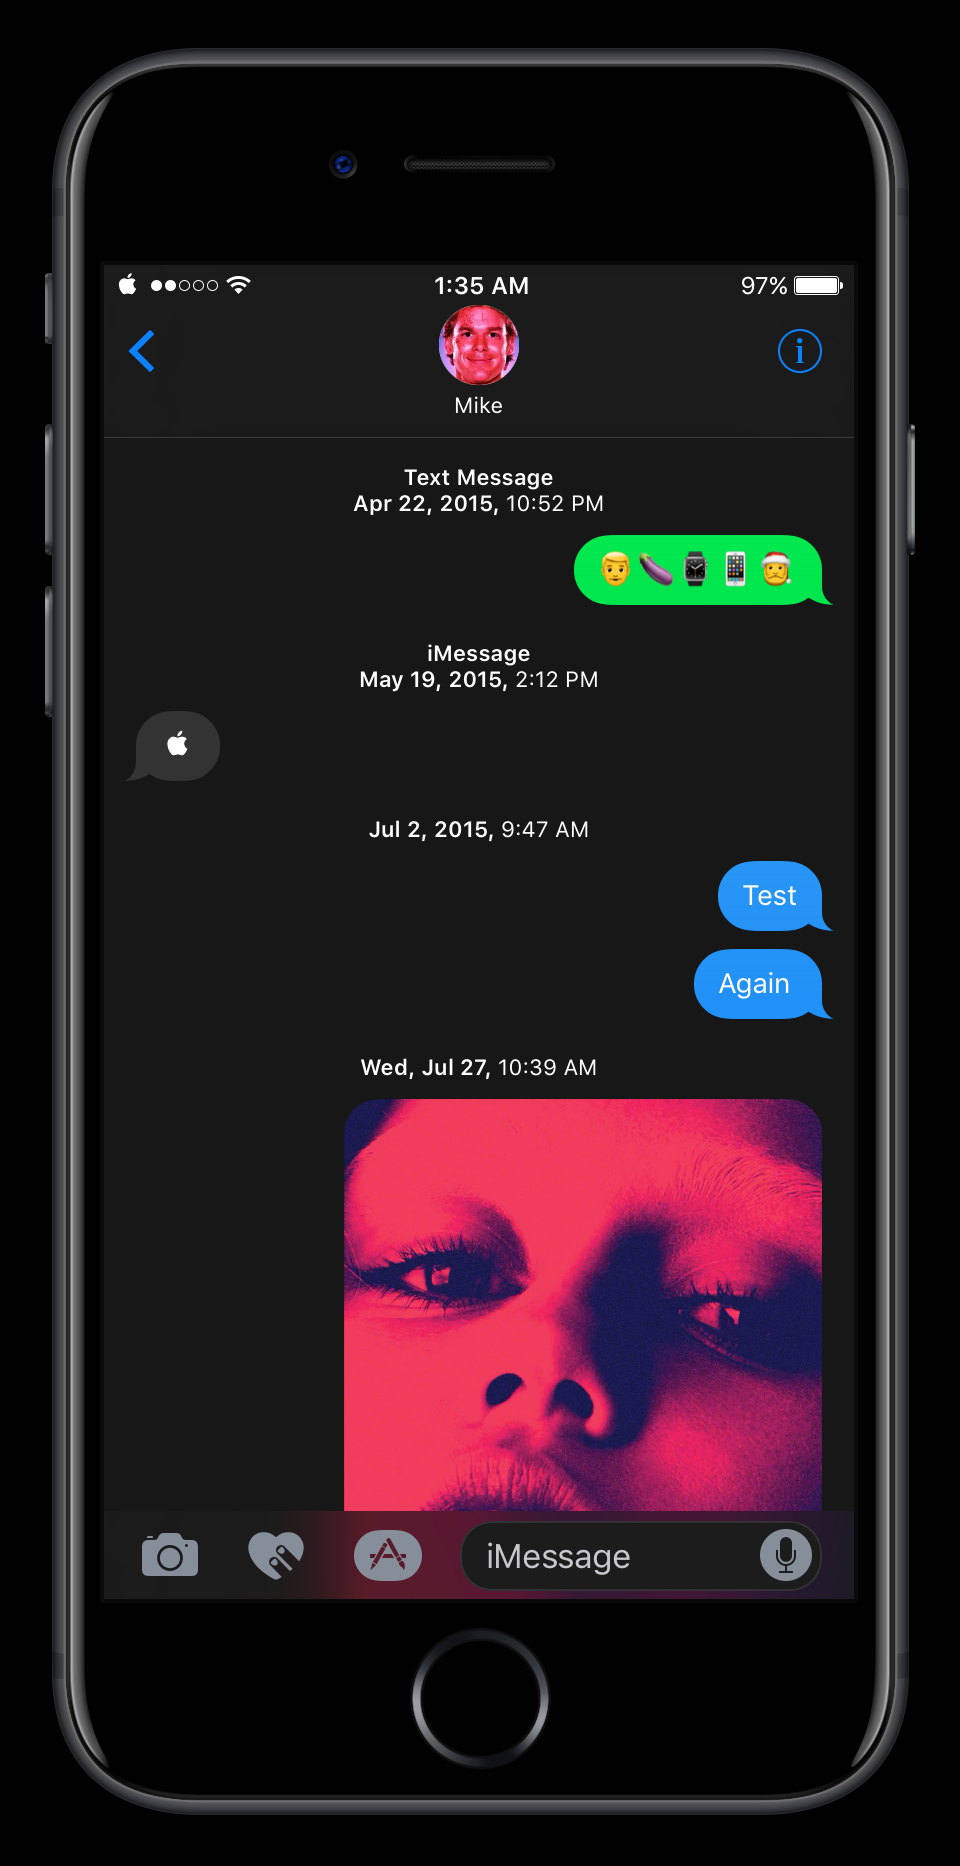 1:35 AM
97%
Mike
Text Message
Apr 22, 2015, 10:52 PM
iMessage
May 19, 2015, 2:12 PM
Jul 2, 2015, 9:47 AM
Test
Again
Wed, Jul 27, 10:39 AM
iMessage